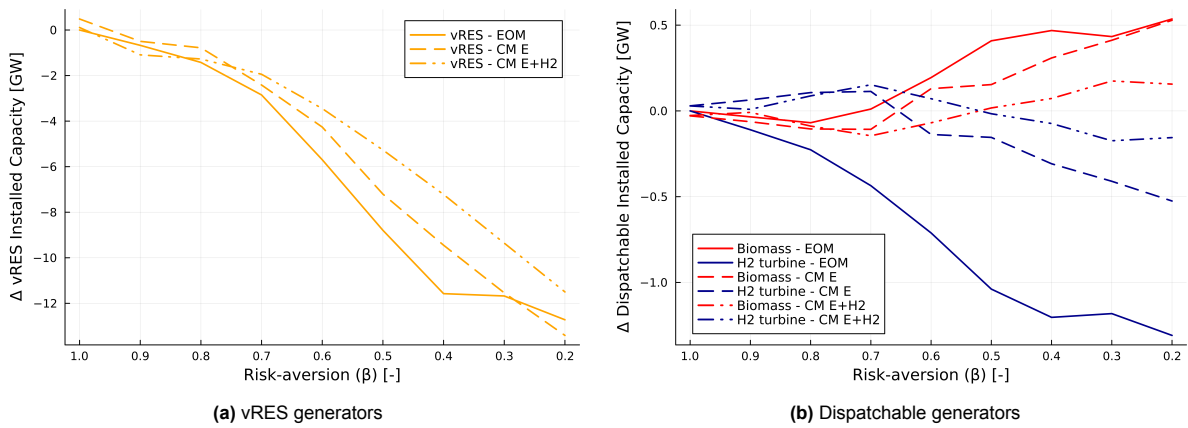 Δ vRES Installed Capacity [GW]
0
−2
−4
−6
−8
−10
−12
vRES - EOM
vRES - CM E
vRES - CM E+H2
1.0 0.9 0.8 0.7 0.6 0.5 0.4 0.3 0.2
Risk-aversion (β) [-]
(a) vRES generators
Δ Dispatchable Installed Capacity [GW]
0.5
0.0
−0.5
−1.0
Biomass - EOM
H2 turbine - EOM
Biomass - CM E
H2 turbine - CM E
Biomass - CM E+H2
H2 turbine - CM E+H2
1.0 0.9 0.8 0.7 0.6 0.5 0.4 0.3 0.2
Risk-aversion (β) [-]
(b) Dispatchable generators